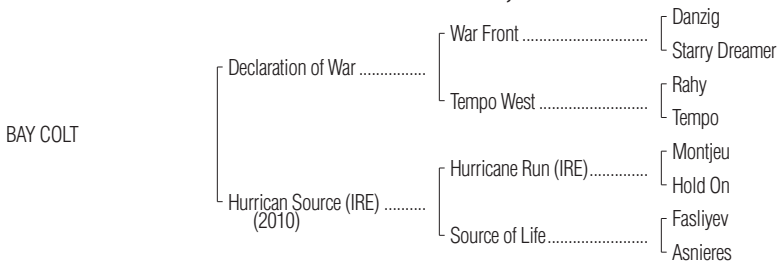 Danzig
War Front ..............................
Starry Dreamer
Declaration of War ................
Rahy
Tempo West ..........................
Tempo
BAY COLT
Montjeu
Hurricane Run (IRE)..............
Hold On
Hurrican Source (IRE) ..........
(2010)
Fasliyev
Source of Life........................
Asnieres